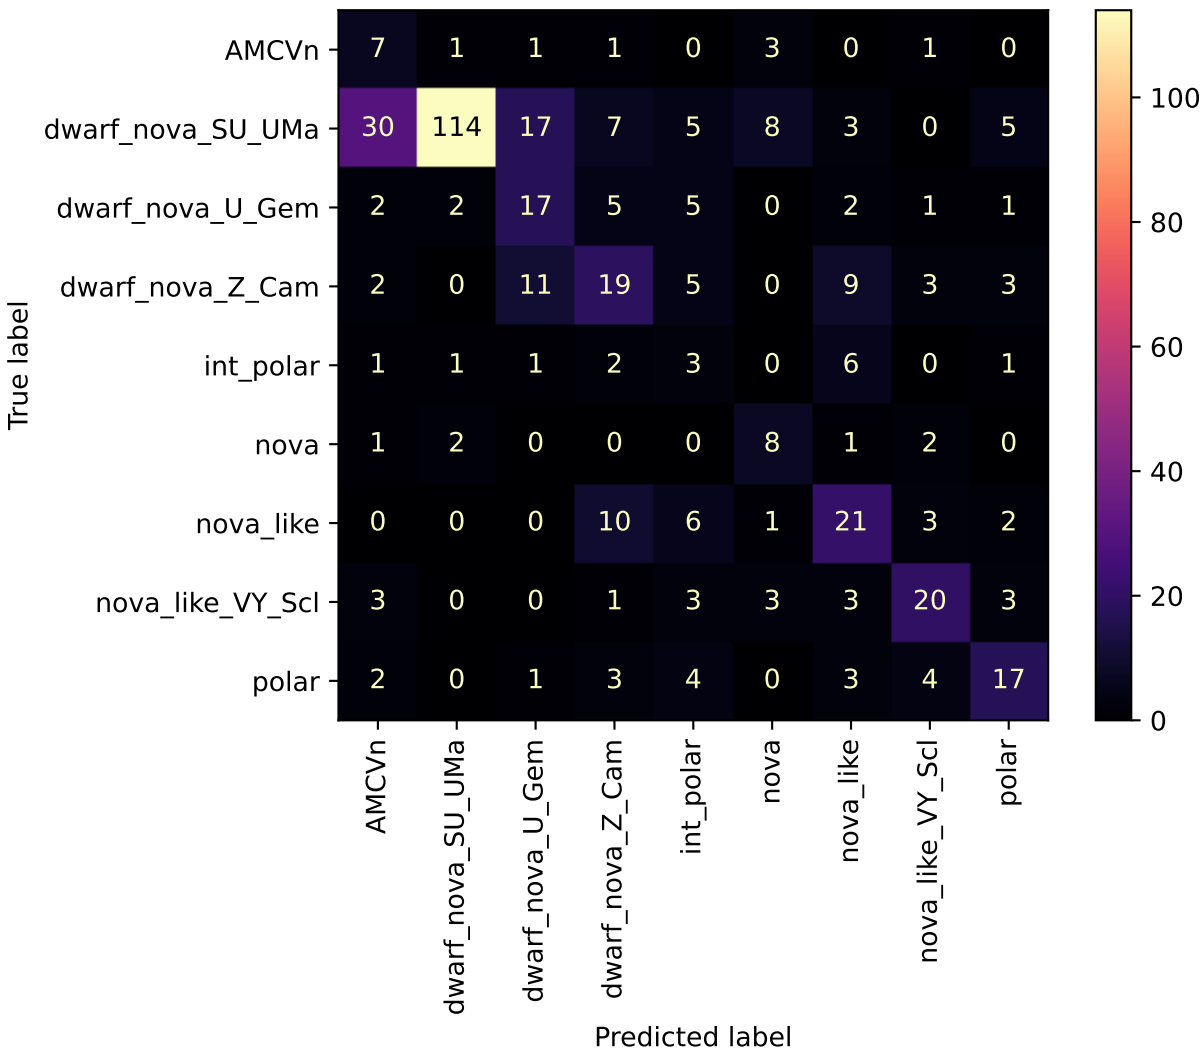 AMCVn 7 1 1 1 0 3 0 1 0
dwarf_nova_SU_UMa 30 114 17 7 5 8 3 0 5
dwarf_nova_U_Gem 2 2 17 5 5 0 2 1 1
dwarf_nova_Z_Cam 2 0 11 19 5 0 9 3 3
int_polar 1 1 1 2 3 0 6 0 1
nova 1 2 0 0 0 8 1 2 0
nova_like 0 0 0 10 6 1 21 3 2
nova_like_VY_Scl 3 0 0 1 3 3 3 20 3
polar 2 0 1 3 4 0 3 4 17
True label
AMCVn
dwarf_nova_SU_UMa
dwarf_nova_U_Gem
dwarf_nova_Z_Cam
int_polar
nova
nova_like
nova_like_VY_Scl
polar
Predicted label
100
80
60
40
20
0